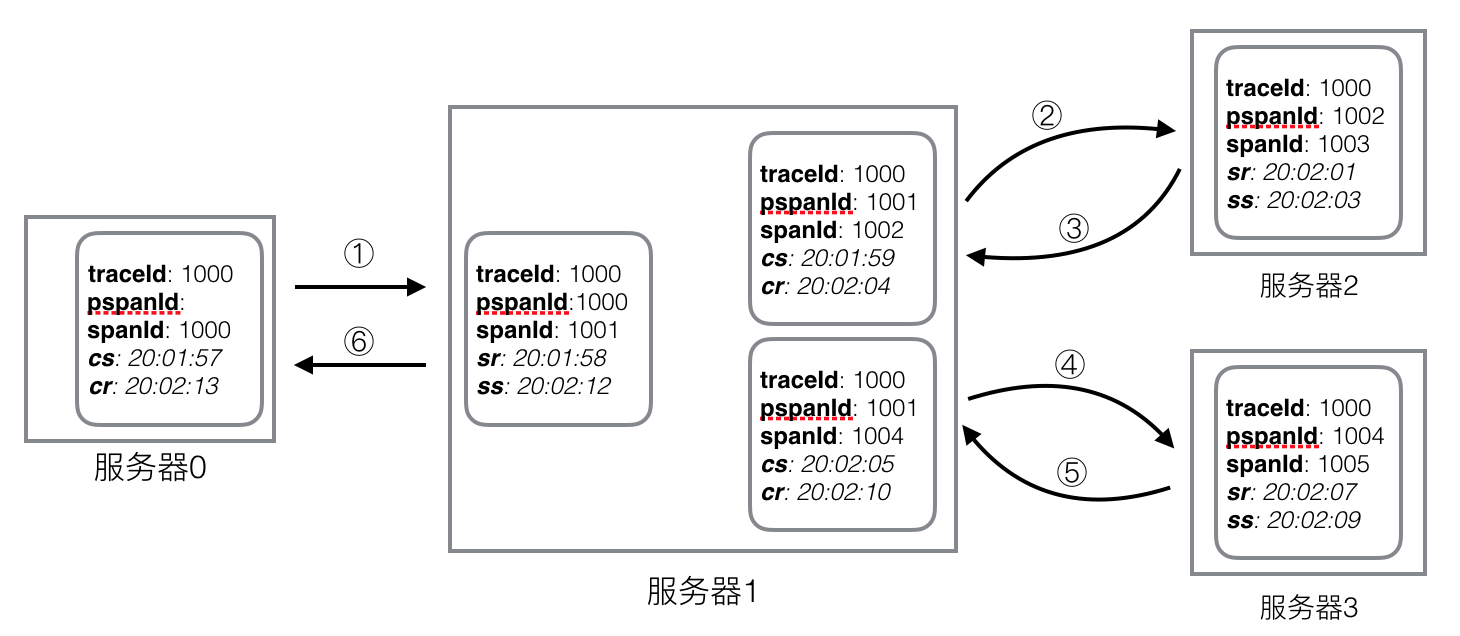 traceId: 1000
pspanId:
spanId: 1000
cs: 20:01:57
cr: 20:02:13
服务器0
①
⑥
traceId: 1000
pspanId:1000
spanId: 1001
sr: 20:01:58
ss: 20:02:12
traceId: 1000
pspanId: 1001
spanId: 1002
cs: 20:01:59
cr: 20:02:04
traceId: 1000
pspanId: 1001
spanId: 1004
cs: 20:02:05
cr: 20:02:10
服务器1
②
③
④
⑤
traceId: 1000
pspanId: 1002
spanId: 1003
sr: 20:02:01
ss: 20:02:03
服务器2
traceId: 1000
pspanId: 1004
spanId: 1005
sr: 20:02:07
ss: 20:02:09
服务器3